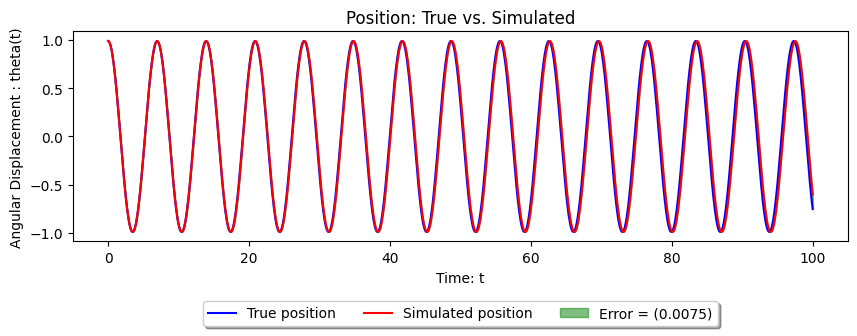 Position: True vs. Simulated
Angular Displacement : theta(t)
1.0
0.5
0.0
−0.5
−1.0
0 20 40 60 80 100
Time: t
True position Simulated position Error = (0.0075)